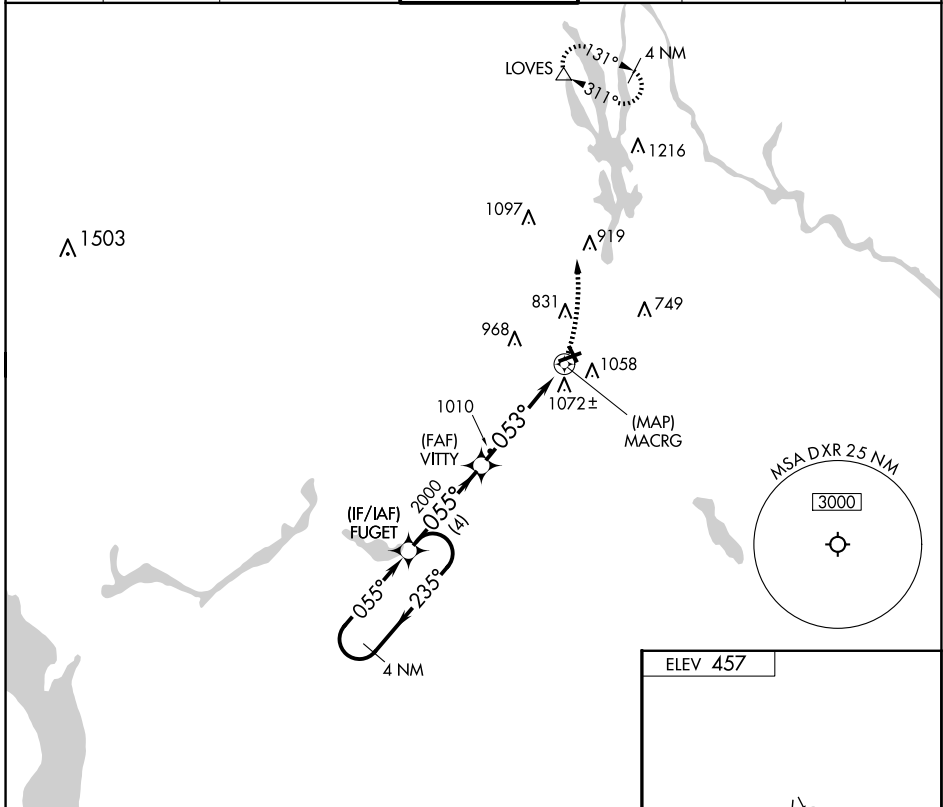 131°
4 NM
LOVES
311°
1216
1097
1503
919
831
749
968
1058
1072±
1010
053°
(MAP)
MACRG
(FAF)
VITTY
MSA DXR 25 NM
3000
2000
055°
(4)
(IF/IAF)
FUGET
055°
235°
4 NM
ELEV 457